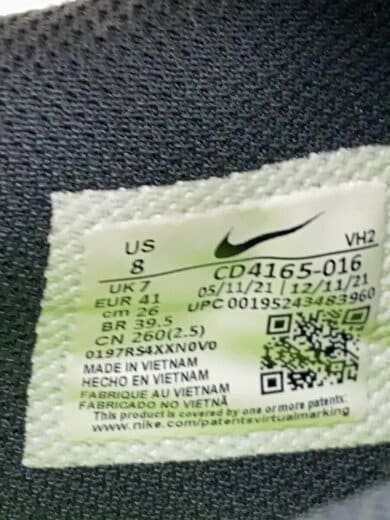 US
8
VH2
CD4165-016
UK 7
05/11/21 | 12/11/21
EUR 41
UPC 00195243483960
cm 26
BR 39.5
CN 260(2.5)
0197RS4XXN0V0
MADE IN VIETNAM
HECHO EN VIETNAM
FABRIQUE AU VIETNAM
FABRICADO NO VIETNÃ
This product is covered by one or more patents:
www.nike.com/patentsvirtualmarking